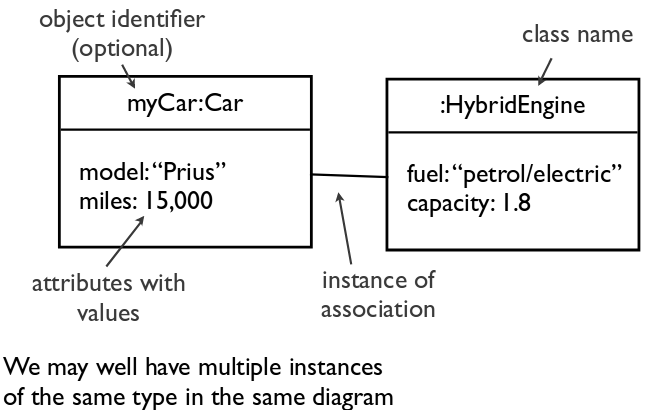 object identifier
(optional)
class name
myCar:Car
:HybridEngine
model:“Prius”
miles: 15,000
fuel:“petrol/electric”
capacity: 1.8
attributes with
values
instance of
association
We may well have multiple instances
of the same type in the same diagram